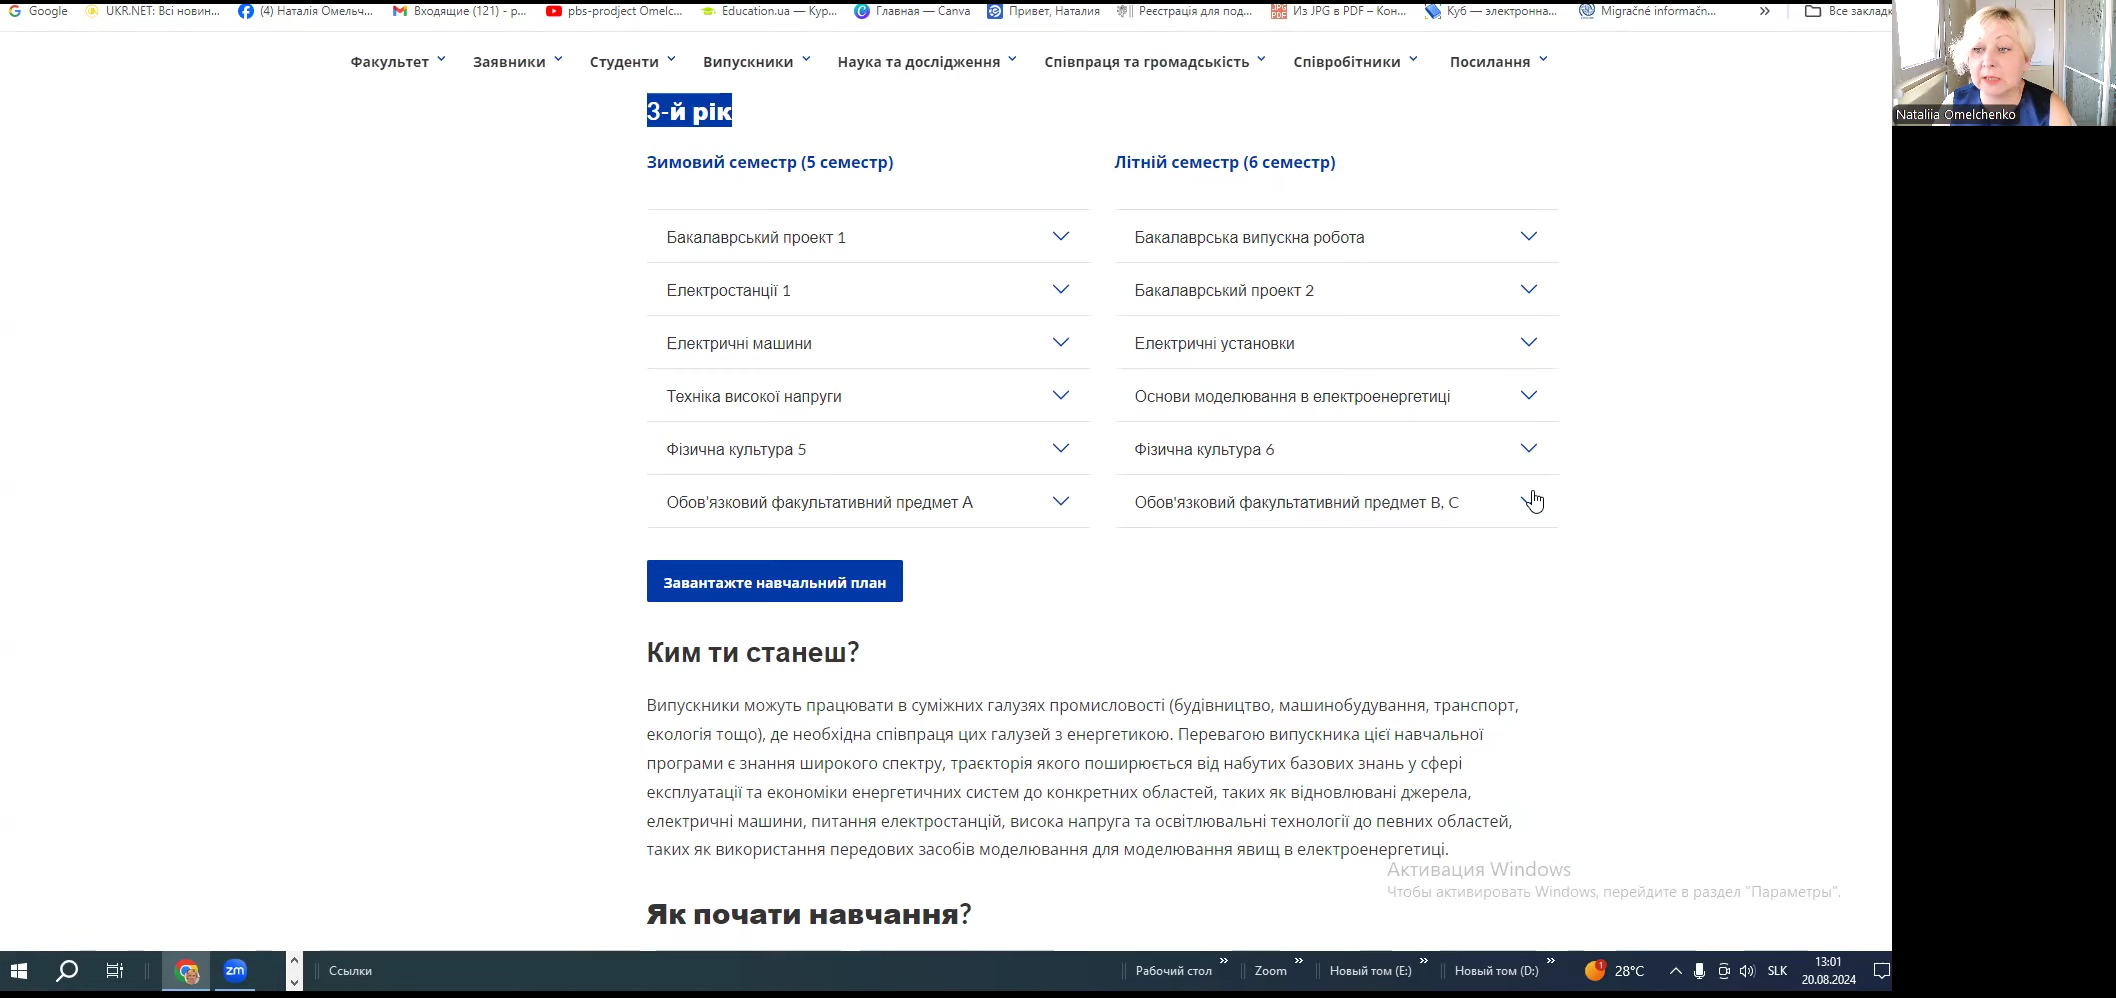 Google UKR.NET: Всі новин... (4) Наталія Омельч... Входящие (121) - р... pbs-prodject Omelc... Education.ua — Кур... Главная — Canva Привет, Наталия Реєстрація для под... Из JPG в PDF – Кон... Куб — электронна... Migračné informačn... » Все закладк
Факультет Заявники Студенти Випускники Наука та дослідження Співпраця та громадськість Співробітники Посилання
Nataliia Omelchenko
3-й рік
Зимовий семестр (5 семестр) Літній семестр (6 семестр)
Бакалаврський проект 1 Бакалаврська випускна робота
Електростанції 1 Бакалаврський проект 2
Електричні машини Електричні установки
Техніка високої напруги Основи моделювання в електроенергетиці
Фізична культура 5 Фізична культура 6
Обов'язковий факультативний предмет А Обов'язковий факультативний предмет B, C
Завантажте навчальний план
Ким ти станеш?
Випускники можуть працювати в суміжних галузях промисловості (будівництво, машинобудування, транспорт,
екологія тощо), де необхідна співпраця цих галузей з енергетикою. Перевагою випускника цієї навчальної
програми є знання широкого спектру, траєкторія якого поширюється від набутих базових знань у сфері
експлуатації та економіки енергетичних систем до конкретних областей, таких як відновлювані джерела,
електричні машини, питання електростанцій, висока напруга та освітлювальні технології до певних областей,
таких як використання передових засобів моделювання для моделювання явищ в електроенергетиці.
Активация Windows
Чтобы активировать Windows, перейдите в раздел "Параметры".
Як почати навчання?
zm Ссылки Рабочий стол » Zoom » Новый том (E:) » Новый том (D:) » 1 28°C SLK 13:01
20.08.2024